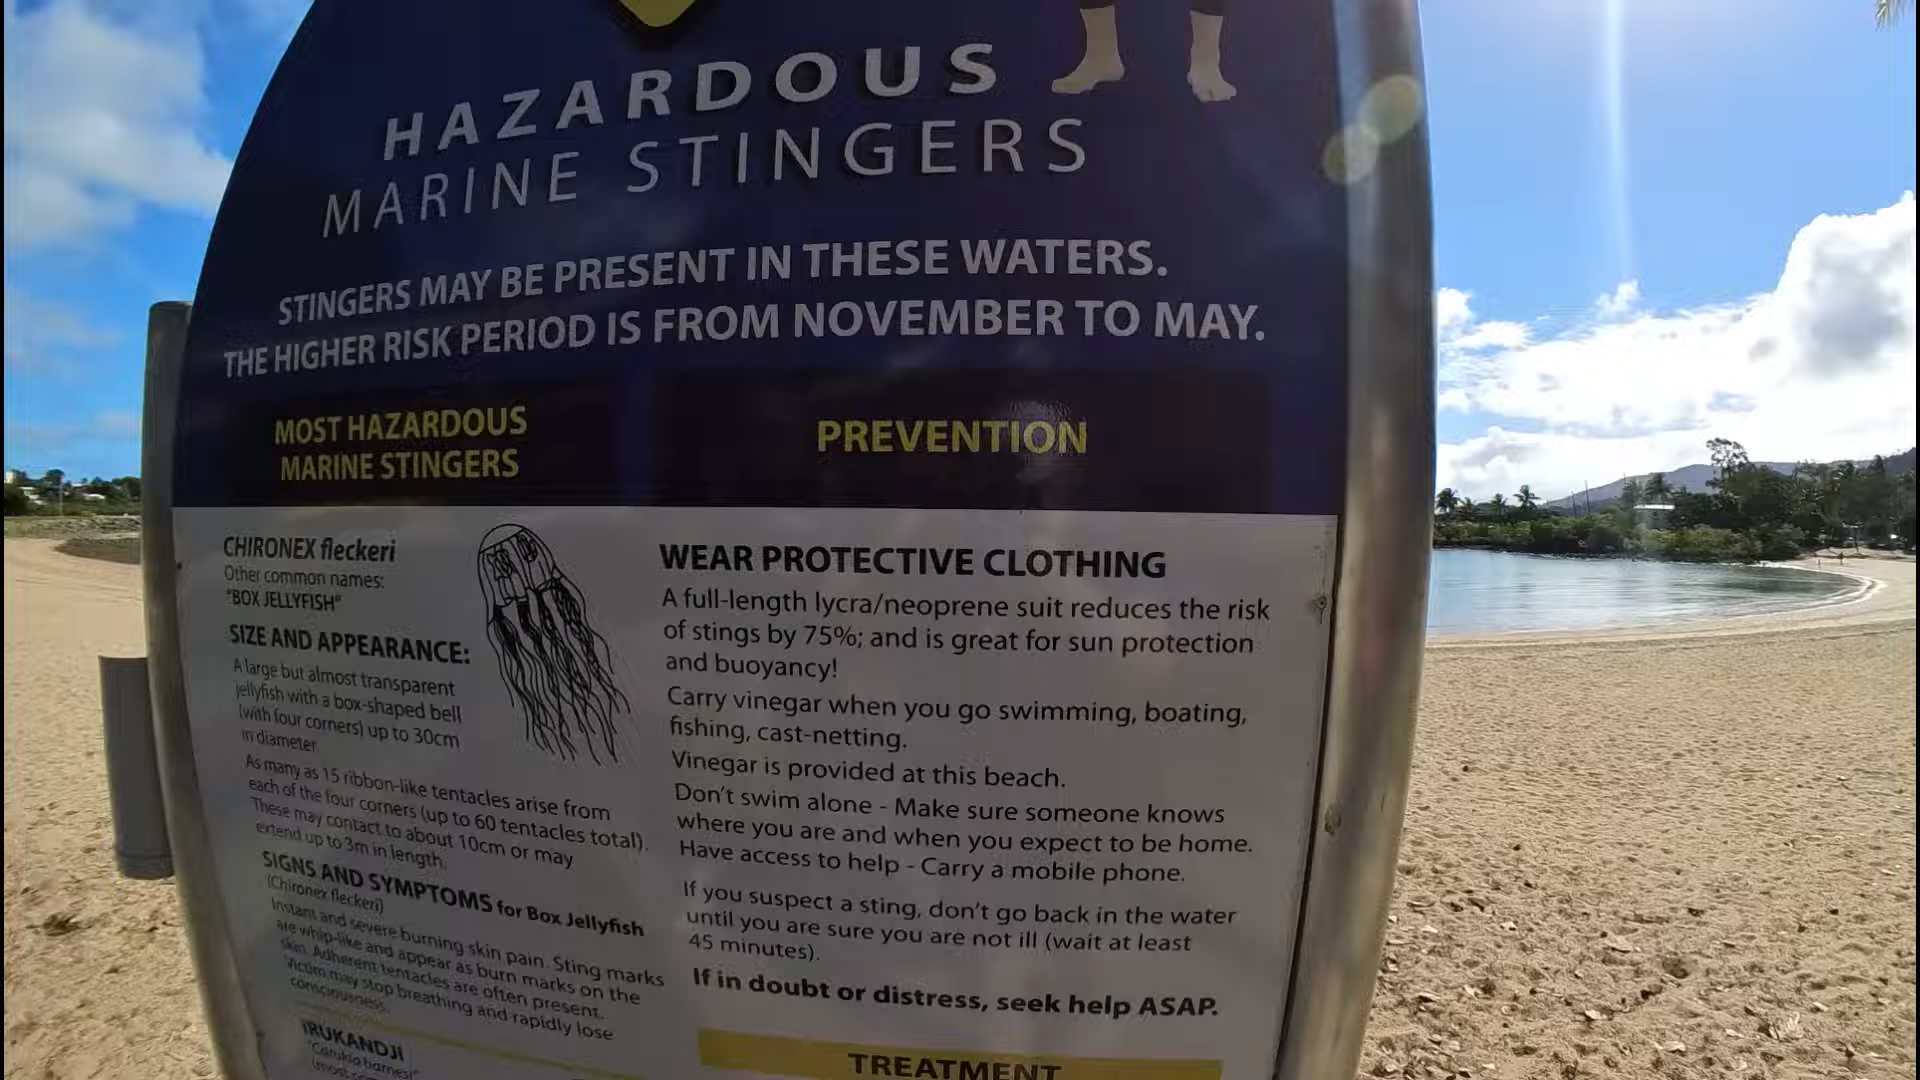 HAZARDOUS
MARINE STINGERS
STINGERS MAY BE PRESENT IN THESE WATERS.
THE HIGHER RISK PERIOD IS FROM NOVEMBER TO MAY.
MOST HAZARDOUS
MARINE STINGERS
CHIRONEX fleckeri
Other common names:
"BOX JELLYFISH"
SIZE AND APPEARANCE:
A large but almost transparent
jellyfish with a box-shaped bell
(with four corners) up to 30cm
in diameter.
As many as 15 ribbon-like tentacles arise from
each of the four corners (up to 60 tentacles total).
These may contact to about 10cm or may
extend up to 3m in length.
SIGNS AND SYMPTOMS for Box Jellyfish
(Chironex fleckeri)
Instant and severe burning skin pain. Sting marks
are whip-like and appear as burn marks on the
skin. Adherent tentacles are often present.
Victim may stop breathing and rapidly lose
consciousness.
IRUKANDJI
"Carukia barnesi"
PREVENTION
WEAR PROTECTIVE CLOTHING
A full-length lycra/neoprene suit reduces the risk
of stings by 75%; and is great for sun protection
and buoyancy!
Carry vinegar when you go swimming, boating,
fishing, cast-netting.
Vinegar is provided at this beach.
Don't swim alone - Make sure someone knows
where you are and when you expect to be home.
Have access to help - Carry a mobile phone.
If you suspect a sting, don't go back in the water
until you are sure you are not ill (wait at least
45 minutes).
If in doubt or distress, seek help ASAP.
TREATMENT